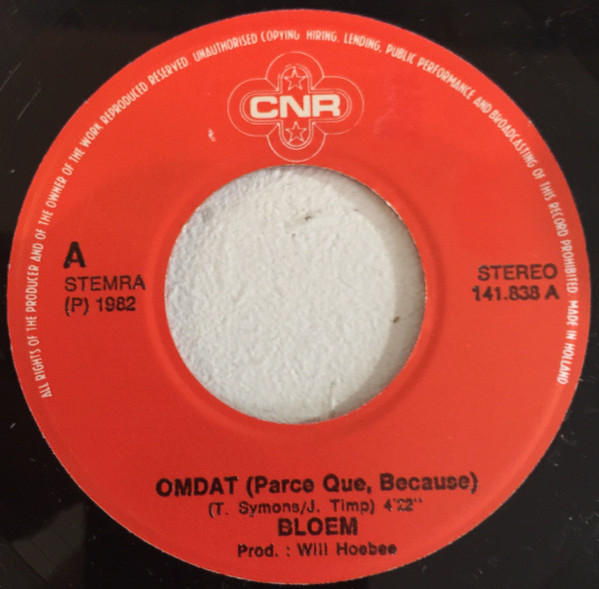 ALL RIGHTS OF THE PRODUCER AND OF THE OWNER OF THE WORK REPRODUCED RESERVED. UNAUTHORISED COPYING HIRING, LENDING, PUBLIC PERFORMANCE AND BROADCASTING OF THIS RECORD PROHIBITED MADE IN HOLLAND
CNR
A
STEMRA
(P) 1982
STEREO
141.838 A
OMDAT (Parce Que, Because)
(T. Symons/J. Timp) 4'22"
BLOEM
Prod. : Will Hoebee